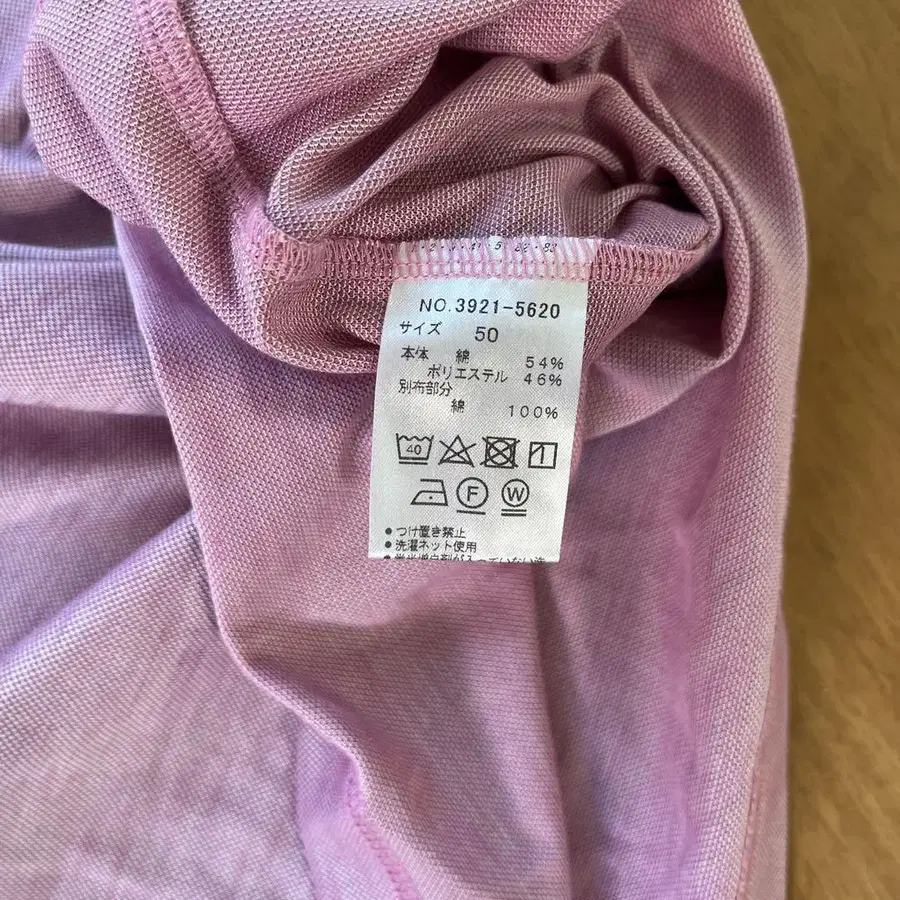 NO.3921-5620
サイズ 50
本体 綿 54%
ポリエステル 46%
別布部分
綿 100%
40
F W
●つけ置き禁止
●洗濯ネット使用